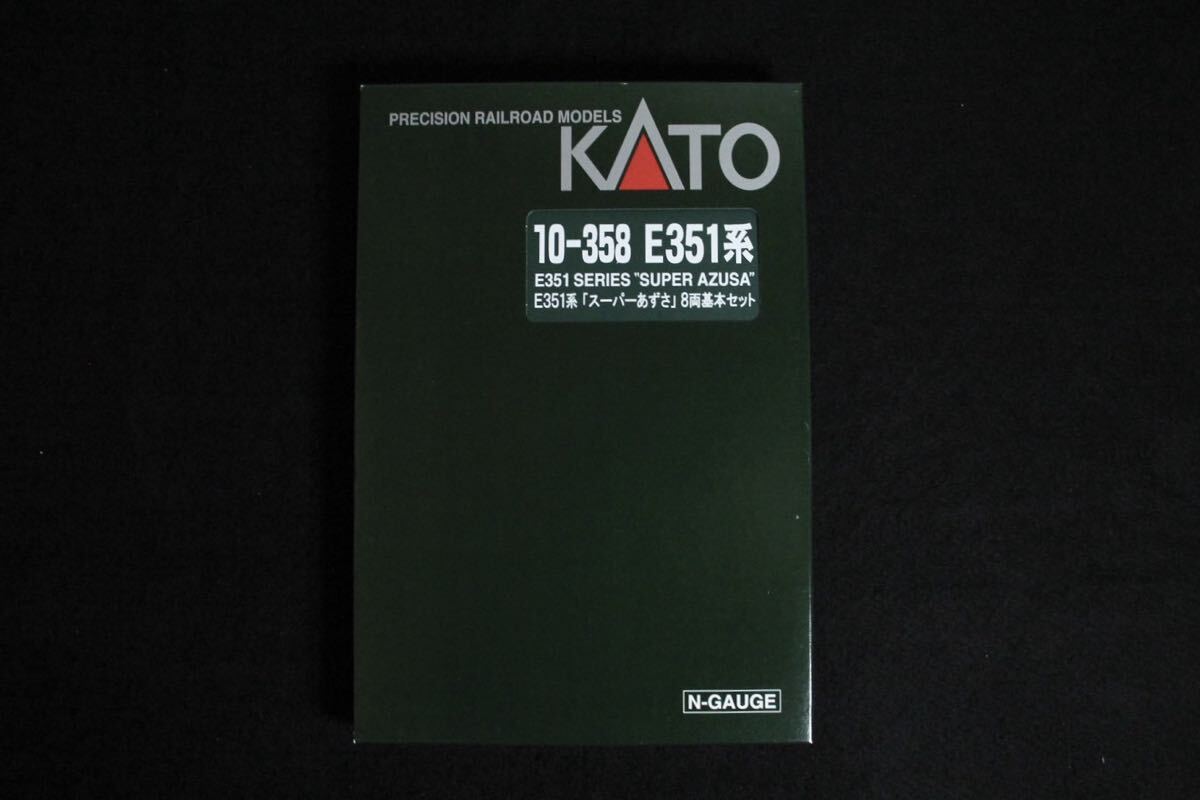 PRECISION RAILROAD MODELS
KATO
10-358 E351系
E351 SERIES "SUPER AZUSA"
E351系「スーパーあずさ」8両基本セット
N-GAUGE